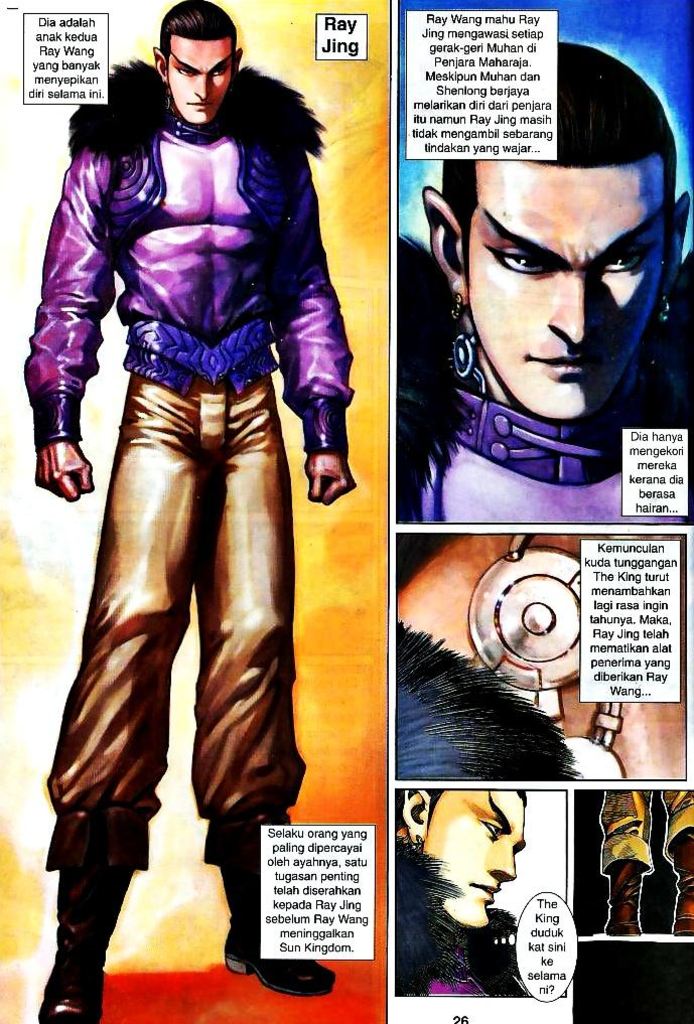 Dia adalah
anak kedua
Ray Wang
yang banyak
menyepikan
diri selama ini.
Ray
Jing
Selaku orang yang
paling dipercayai
oleh ayahnya, satu
tugasan penting
telah diserahkan
kepada Ray Jing
sebelum Ray Wang
meninggalkan
Sun Kingdom.
Ray Wang mahu Ray
Jing mengawasi setiap
gerak-geri Muhan di
Penjara Maharaja.
Meskipun Muhan dan
Shenlong berjaya
melarikan diri dari penjara
itu namun Ray Jing masih
tidak mengambil sebarang
tindakan yang wajar...
Dia hanya
mengekori
mereka
kerana dia
berasa
hairan...
Kemunculan
kuda tunggangan
The King turut
menambahkan
lagi rasa ingin
tahunya. Maka,
Ray Jing telah
mematikan alat
penerima yang
diberikan Ray
Wang...
The
King
duduk
kat sini
ke
selama
ni?
26